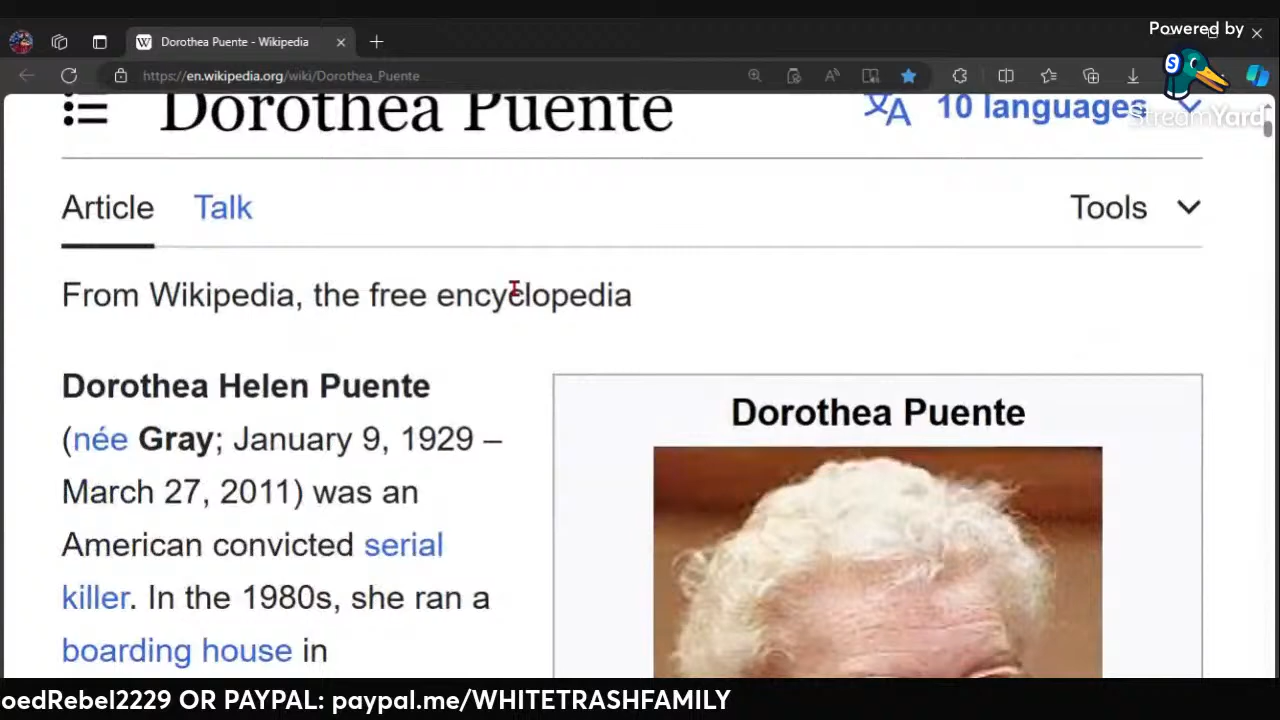 Powered by
Dorothea Puente - Wikipedia
https://en.wikipedia.org/wiki/Dorothea_Puente
StreamYard
Dorothea Puente
10 languages
Article
Talk
Tools
From Wikipedia, the free encyclopedia
Dorothea Helen Puente
(née Gray; January 9, 1929 –
March 27, 2011) was an
American convicted serial
killer. In the 1980s, she ran a
boarding house in
Dorothea Puente
oedRebel2229 OR PAYPAL: paypal.me/WHITETRASHFAMILY